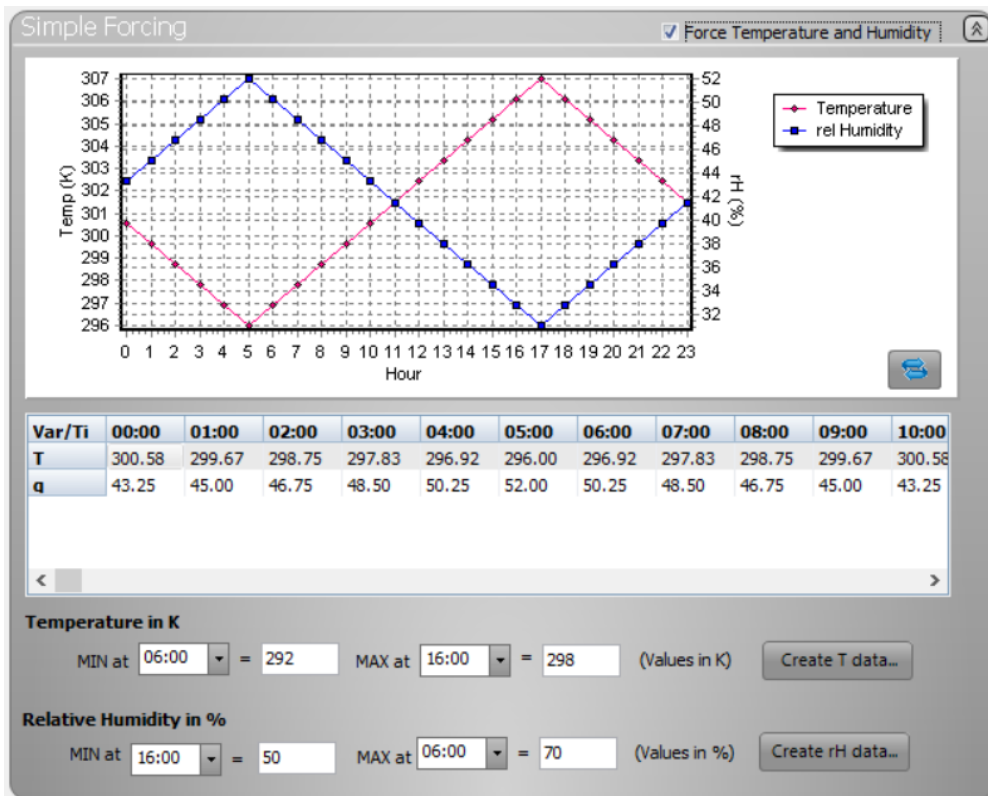 Simple Forcing
Force Temperature and Humidity
Temp (K)
307
306
305
304
303
302
301
300
299
298
297
296
52
50
48
46
44
42
40
38
36
34
32
rH (%)
0 1 2 3 4 5 6 7 8 9 10 11 12 13 14 15 16 17 18 19 20 21 22 23
Hour
Temperature
rel Humidity
Var/Ti 00:00 01:00 02:00 03:00 04:00 05:00 06:00 07:00 08:00 09:00 10:00
T 300.58 299.67 298.75 297.83 296.92 296.00 296.92 297.83 298.75 299.67 300.58
q 43.25 45.00 46.75 48.50 50.25 52.00 50.25 48.50 46.75 45.00 43.25
Temperature in K
MIN at 06:00 = 292 MAX at 16:00 = 298 (Values in K) Create T data...
Relative Humidity in %
MIN at 16:00 = 50 MAX at 06:00 = 70 (Values in %) Create rH data...